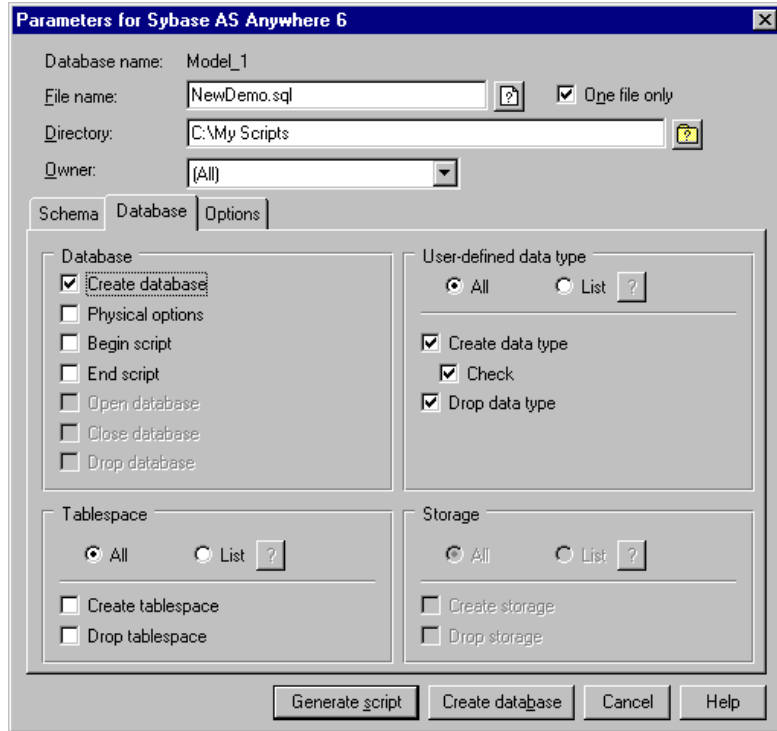 Parameters for Sybase AS Anywhere 6
Database name: Model_1
File name: NewDemo.sql ? One file only
Directory: C:\My Scripts ?
Owner: (All)
Schema Database Options
Database
Create database
Physical options
Begin script
End script
Open database
Close database
Drop database
User-defined data type
All List ?
Create data type
Check
Drop data type
Tablespace
All List ?
Create tablespace
Drop tablespace
Storage
All List ?
Create storage
Drop storage
Generate script Create database Cancel Help